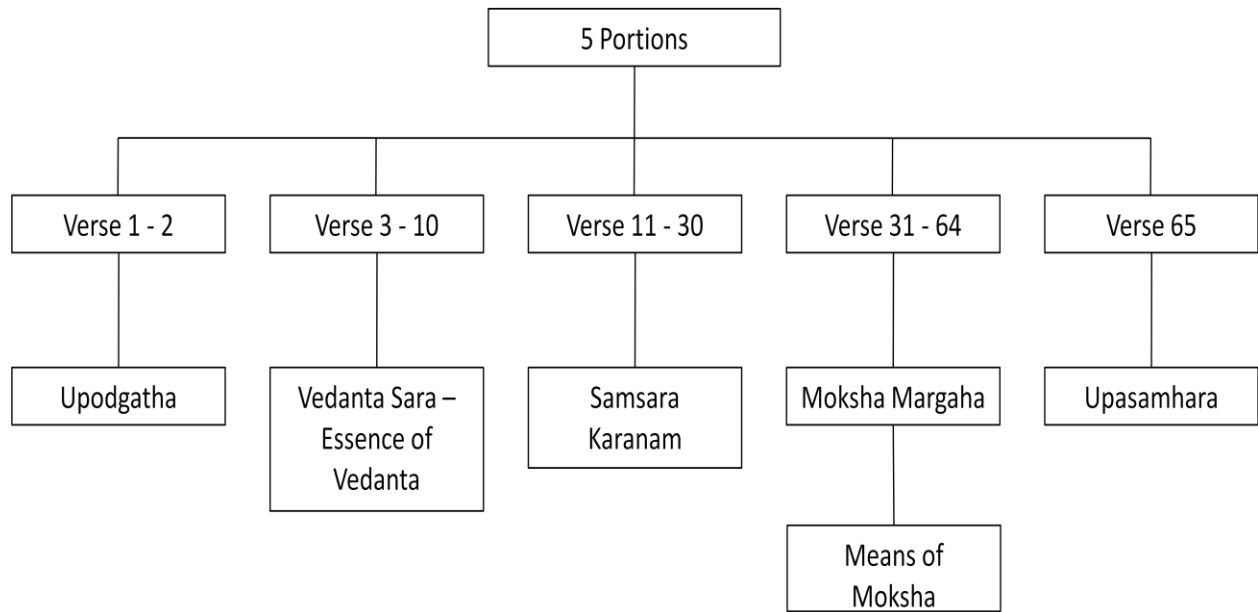 5 Portions
Verse 1 - 2
Verse 3 - 10
Verse 11 - 30
Verse 31 - 64
Verse 65
Upodgatha
Vedanta Sara –
Essence of
Vedanta
Samsara
Karanam
Moksha Margaha
Upasamhara
Means of
Moksha